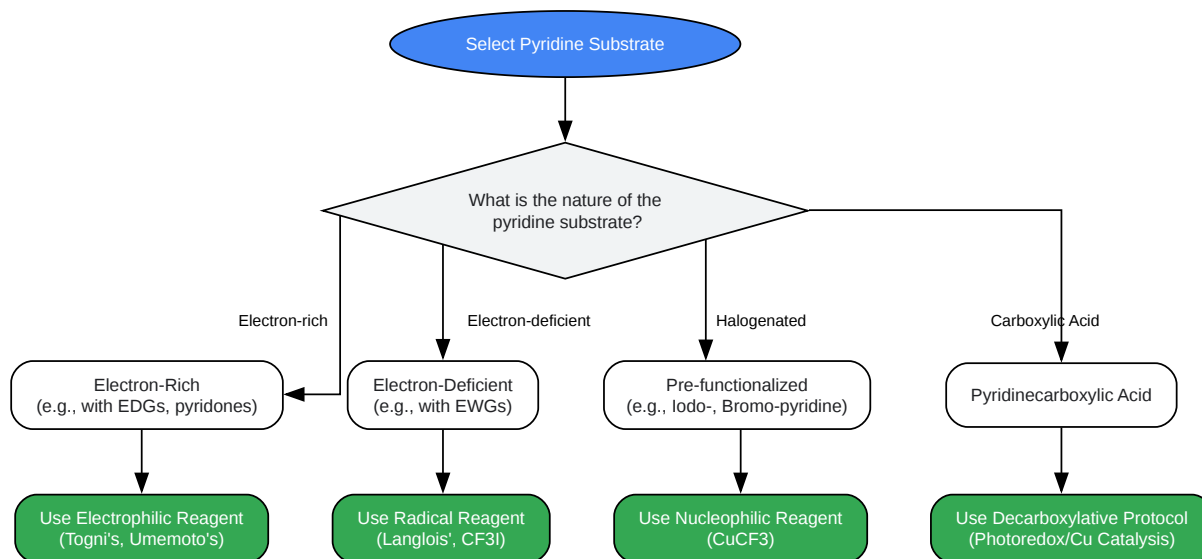 Select Pyridine Substrate
What is the nature of the
pyridine substrate?
Electron-rich
Electron-deficient
Halogenated
Carboxylic Acid
Electron-Rich
(e.g., with EDGs, pyridones)
Electron-Deficient
(e.g., with EWGs)
Pre-functionalized
(e.g., Iodo-, Bromo-pyridine)
Pyridinecarboxylic Acid
Use Electrophilic Reagent
(Togni's, Umemoto's)
Use Radical Reagent
(Langlois', CF3I)
Use Nucleophilic Reagent
(CuCF3)
Use Decarboxylative Protocol
(Photoredox/Cu Catalysis)